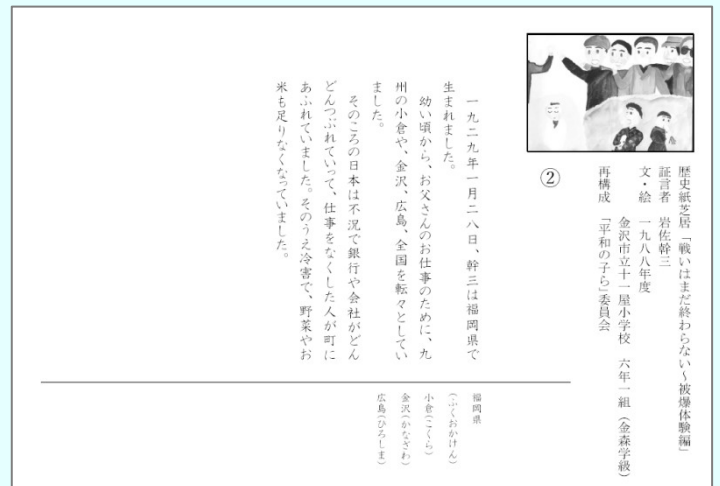 歴史紙芝居「戦いはまだ終わらない～被爆体験編」
証言者　岩佐幹三
文・絵　一九八八年度
金沢市立十一屋小学校　六年一組（金森学級）
再構成　「平和の子ら」委員会
②
一九二九年一月二八日、幹三は福岡県で
生まれました。
幼い頃から、お父さんのお仕事のために、九
州の小倉や、金沢、広島、全国を転々としてい
ました。
そのころの日本は不況で銀行や会社がどん
どんつぶれていって、仕事をなくした人が町に
あふれていました。そのうえ冷害で、野菜やお
米も足りなくなっていました。
福岡県
（ふくおかけん）
小倉（こくら）
金沢（かなざわ）
広島（ひろしま）